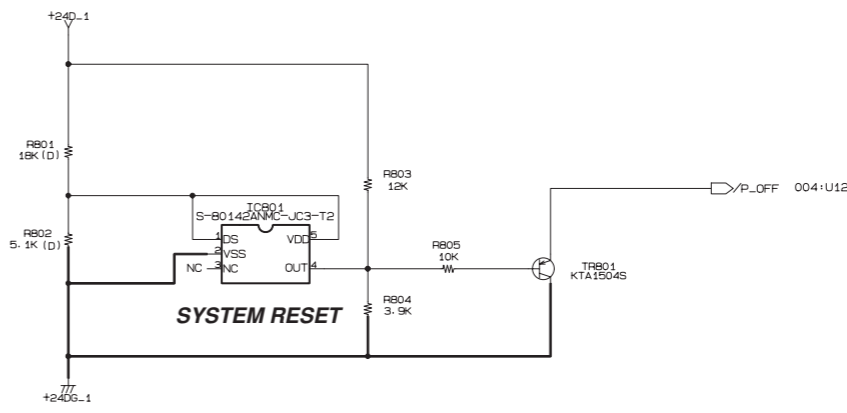 +24D_1
R801
18K(D)
R803
12K
/P_OFF 004:U12
IC801
S-80142ANMC-JC3-T2
R802
5.1K(D)
1 DS VDD 5
2 VSS
NC 3 NC OUT 4
R805
10K
TR801
KTA1504S
R804
3.9K
SYSTEM RESET
+24DG_1